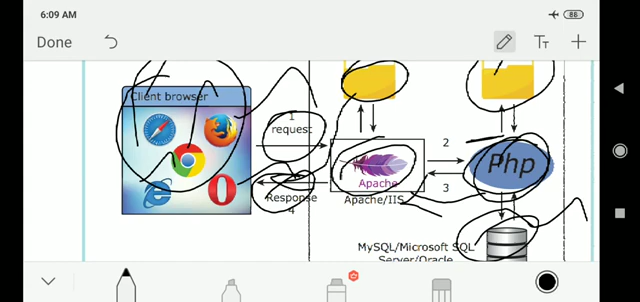 6:09 AM
88
Done
Tт
Client browser
1
request
2
Php
Apache
3
Response
4
Apache/IIS
MySQL/Microsoft SQL
Server/Oracle